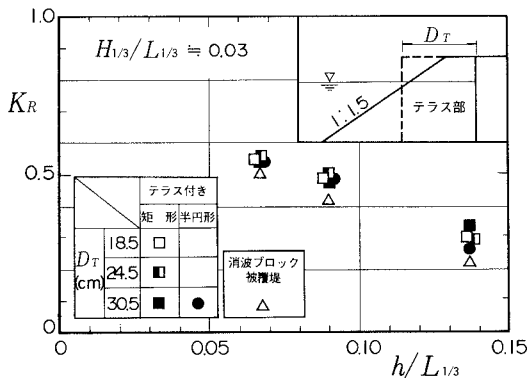 1.0
H1/3/L1/3≒0.03
DT
KR
1:1.5
テラス部
0.5
テラス付き
矩 形 半円形
DT (cm)
18.5 □
24.5 ◧
30.5 ■ ●
消波ブロック
被覆堤
△
0
0 0.05 0.10 0.15
h/L1/3